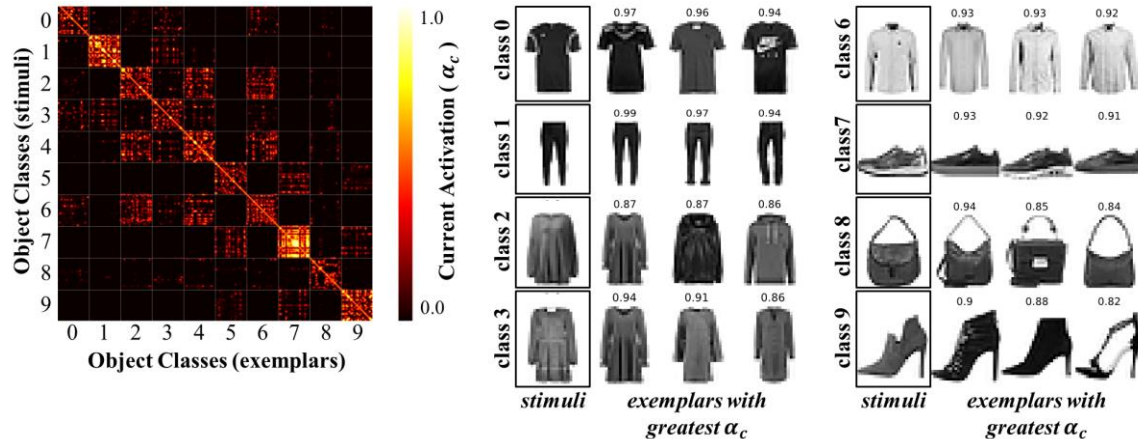 Object Classes (stimuli)
0
1
2
3
4
5
6
7
8
9
0 1 2 3 4 5 6 7 8 9
Object Classes (exemplars)
1.0
0.0
Current Activation ( α_c )
class 0
0.97 0.96 0.94
NIKE
class 1
0.99 0.97 0.94
class 2
0.87 0.87 0.86
class 3
0.94 0.91 0.86
stimuli exemplars with
greatest α_c
class 6
0.93 0.93 0.92
class7
0.93 0.92 0.91
class 8
0.94 0.85 0.84
class 9
0.9 0.88 0.82
stimuli exemplars with
greatest α_c